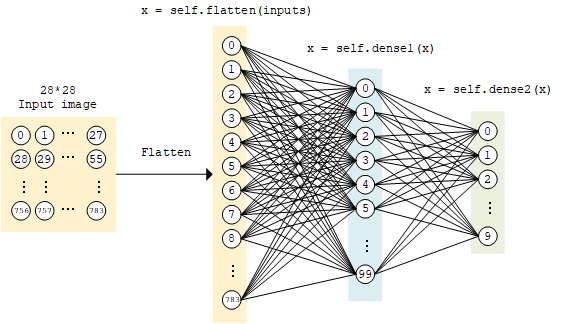 x = self.flatten(inputs)
x = self.dense1(x)
x = self.dense2(x)
28*28
Input image
0 1 ··· 27
28 29 ··· 55
⋮ ⋮ ⋮
756 757 ··· 783
Flatten
0
1
2
3
4
5
6
7
8
⋮
783
0
1
2
3
4
5
⋮
99
0
1
2
⋮
9